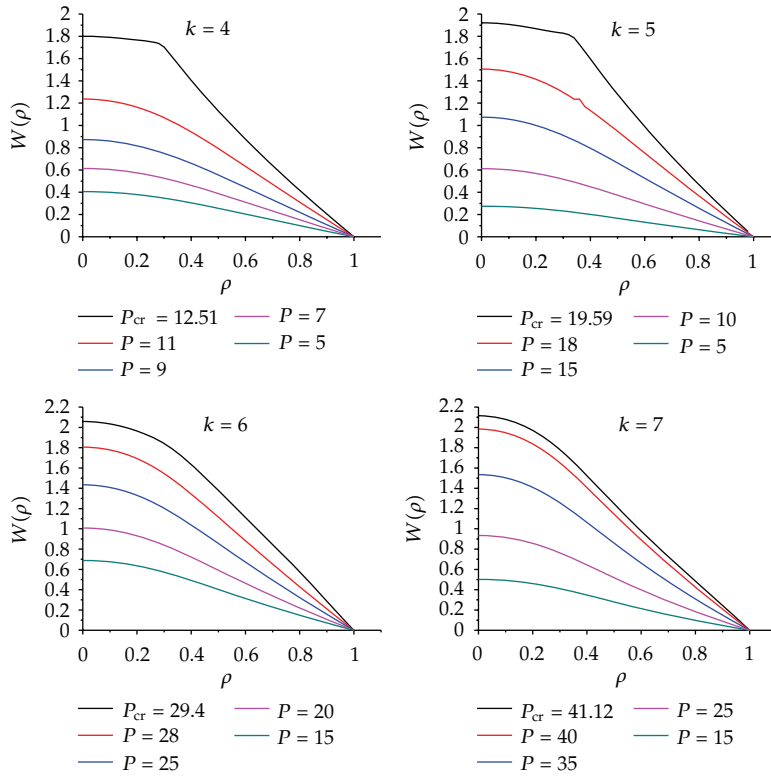 k = 4
W(ρ)
2
1.8
1.6
1.4
1.2
1
0.8
0.6
0.4
0.2
0
0 0.2 0.4 0.6 0.8 1
ρ
P_cr = 12.51
P = 7
P = 11
P = 5
P = 9
k = 5
W(ρ)
2
1.8
1.6
1.4
1.2
1
0.8
0.6
0.4
0.2
0
0 0.2 0.4 0.6 0.8 1
ρ
P_cr = 19.59
P = 10
P = 18
P = 5
P = 15
k = 6
W(ρ)
2.2
2
1.8
1.6
1.4
1.2
1
0.8
0.6
0.4
0.2
0
0 0.2 0.4 0.6 0.8 1
ρ
P_cr = 29.4
P = 20
P = 28
P = 15
P = 25
k = 7
W(ρ)
2.2
2
1.8
1.6
1.4
1.2
1
0.8
0.6
0.4
0.2
0
0 0.2 0.4 0.6 0.8 1
ρ
P_cr = 41.12
P = 25
P = 40
P = 15
P = 35